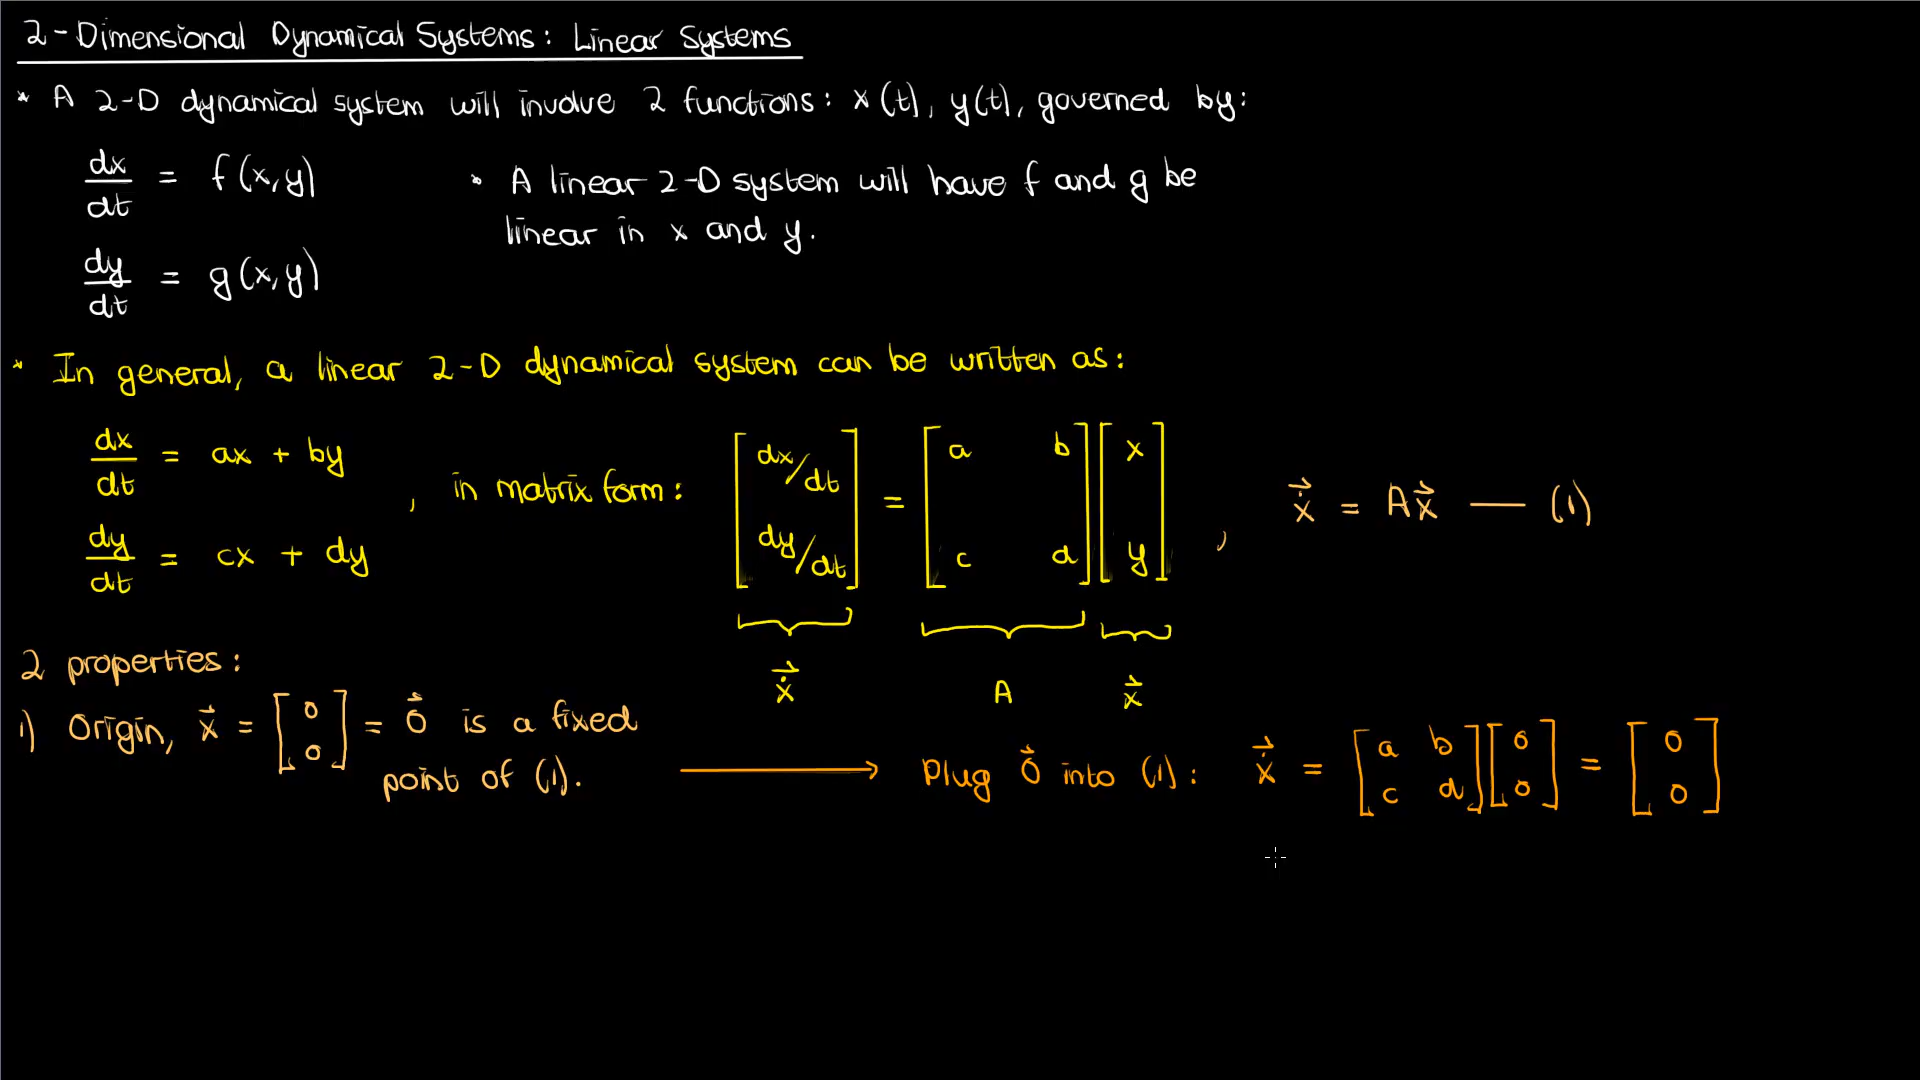 2-Dimensional Dynamical Systems: Linear Systems
* A 2-D dynamical system will involve 2 functions: x(t), y(t), governed by:
dx/dt = f(x,y)
* A linear 2-D system will have f and g be
linear in x and y.
dy/dt = g(x,y)
* In general, a linear 2-D dynamical system can be written as:
dx/dt = ax + by
dy/dt = cx + dy
, in matrix form: [dx/dt dy/dt] = [a b c d] [x y] , ẋ⃗ = Ax⃗ — (1)
ẋ⃗ A x⃗
2 properties:
1) Origin, x⃗ = [0 0] = 0⃗ is a fixed
point of (1). → Plug 0⃗ into (1): ẋ⃗ = [a b c d] [0 0] = [0 0]